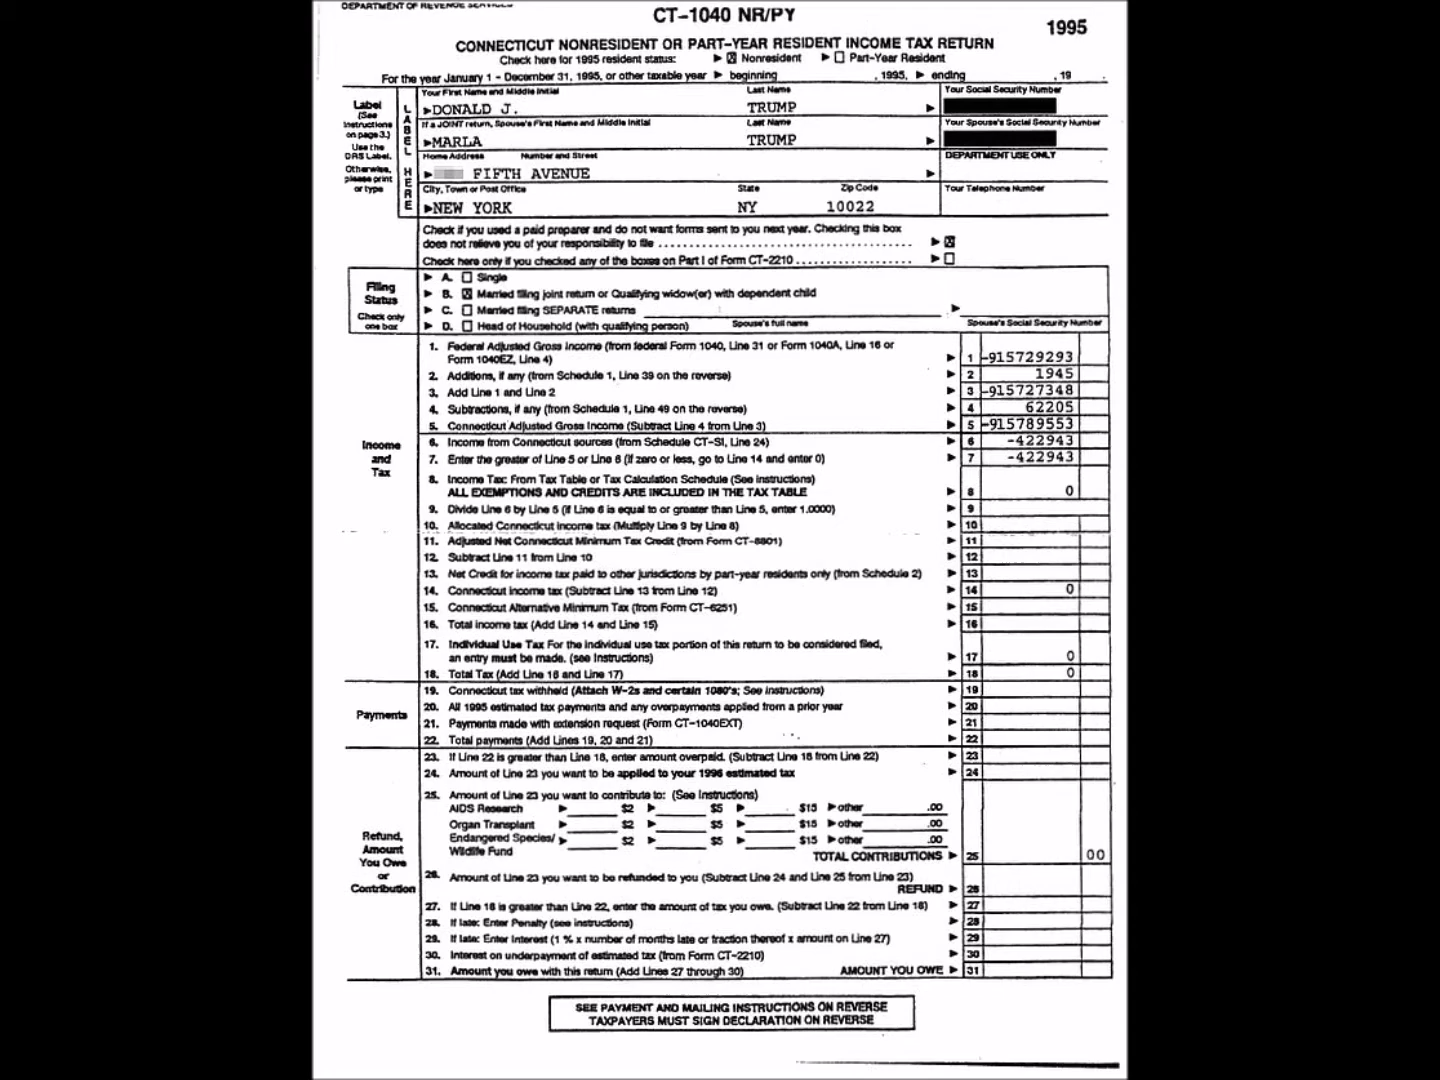 DEPARTMENT OF REVENUE SERVICES
CT-1040 NR/PY
1995
CONNECTICUT NONRESIDENT OR PART-YEAR RESIDENT INCOME TAX RETURN
Check here for 1995 resident status: ▶ ☒ Nonresident ▶ ☐ Part-Year Resident
For the year January 1 - December 31, 1995, or other taxable year ▶ beginning , 1995, ▶ ending , 19 .
Label
(See
Instructions
on page 3.)
Use the
DRS Label.
Otherwise,
please print
or type
LABEL HERE
Your First Name and Middle Initial Last Name Your Social Security Number
▶DONALD J. TRUMP ▶
If a JOINT return, Spouse's First Name and Middle Initial Last Name Your Spouse's Social Security Number
▶MARLA TRUMP
Home Address Number and Street DEPARTMENT USE ONLY
▶ FIFTH AVENUE ▶
City, Town or Post Office State Zip Code Your Telephone Number
▶NEW YORK NY 10022
Check if you used a paid preparer and do not want forms sent to you next year. Checking this box
does not relieve you of your responsibility to file ▶ ☒
Check here only if you checked any of the boxes on Part I of Form CT-2210 ▶ ☐
Filing
Status
Check only
one box
▶ A. ☐ Single
▶ B. ☒ Married filing joint return or Qualifying widow(er) with dependent child
▶ C. ☐ Married filing SEPARATE returns ▶
▶ D. ☐ Head of Household (with qualifying person) Spouse's full name Spouse's Social Security Number
Income
and
Tax
1. Federal Adjusted Gross Income (from federal Form 1040, Line 31 or Form 1040A, Line 16 or
Form 1040EZ, Line 4) ▶ 1 -915729293
2. Additions, if any (from Schedule 1, Line 39 on the reverse) ▶ 2 1945
3. Add Line 1 and Line 2 ▶ 3 -915727348
4. Subtractions, if any (from Schedule 1, Line 49 on the reverse) ▶ 4 62205
5. Connecticut Adjusted Gross Income (Subtract Line 4 from Line 3) ▶ 5 -915789553
6. Income from Connecticut sources (from Schedule CT-SI, Line 24) ▶ 6 -422943
7. Enter the greater of Line 5 or Line 6 (If zero or less, go to Line 14 and enter 0) ▶ 7 -422943
8. Income Tax: From Tax Table or Tax Calculation Schedule (See instructions)
ALL EXEMPTIONS AND CREDITS ARE INCLUDED IN THE TAX TABLE ▶ 8 0
9. Divide Line 6 by Line 5 (If Line 6 is equal to or greater than Line 5, enter 1.0000) ▶ 9
10. Allocated Connecticut income tax (Multiply Line 9 by Line 8) ▶ 10
11. Adjusted Net Connecticut Minimum Tax Credit (from Form CT-8801) ▶ 11
12. Subtract Line 11 from Line 10 ▶ 12
13. Net Credit for income tax paid to other jurisdictions by part-year residents only (from Schedule 2) ▶ 13
14. Connecticut income tax (Subtract Line 13 from Line 12) ▶ 14 0
15. Connecticut Alternative Minimum Tax (from Form CT-6251) ▶ 15
16. Total income tax (Add Line 14 and Line 15) ▶ 16
17. Individual Use Tax For the individual use tax portion of this return to be considered filed,
an entry must be made. (see Instructions) ▶ 17 0
18. Total Tax (Add Line 16 and Line 17) ▶ 18 0
Payments
19. Connecticut tax withheld (Attach W-2s and certain 1099's; See instructions) ▶ 19
20. All 1995 estimated tax payments and any overpayments applied from a prior year ▶ 20
21. Payments made with extension request (Form CT-1040EXT) ▶ 21
22. Total payments (Add Lines 19, 20 and 21) ▶ 22
Refund,
Amount
You Owe
or
Contribution
23. If Line 22 is greater than Line 18, enter amount overpaid. (Subtract Line 18 from Line 22) ▶ 23
24. Amount of Line 23 you want to be applied to your 1996 estimated tax ▶ 24
25. Amount of Line 23 you want to contribute to: (See Instructions)
AIDS Research ▶ $2 ▶ $5 ▶ $15 ▶ other .00
Organ Transplant ▶ $2 ▶ $5 ▶ $15 ▶ other .00
Endangered Species/ ▶ $2 ▶ $5 ▶ $15 ▶ other .00
Wildlife Fund
TOTAL CONTRIBUTIONS ▶ 25 00
26. Amount of Line 23 you want to be refunded to you (Subtract Line 24 and Line 25 from Line 23)
REFUND ▶ 26
27. If Line 18 is greater than Line 22, enter the amount of tax you owe. (Subtract Line 22 from Line 18) ▶ 27
28. If late: Enter Penalty (see instructions) ▶ 28
29. If late: Enter Interest (1 % x number of months late or fraction thereof x amount on Line 27) ▶ 29
30. Interest on underpayment of estimated tax (from Form CT-2210) ▶ 30
31. Amount you owe with this return (Add Lines 27 through 30) AMOUNT YOU OWE ▶ 31
SEE PAYMENT AND MAILING INSTRUCTIONS ON REVERSE
TAXPAYERS MUST SIGN DECLARATION ON REVERSE